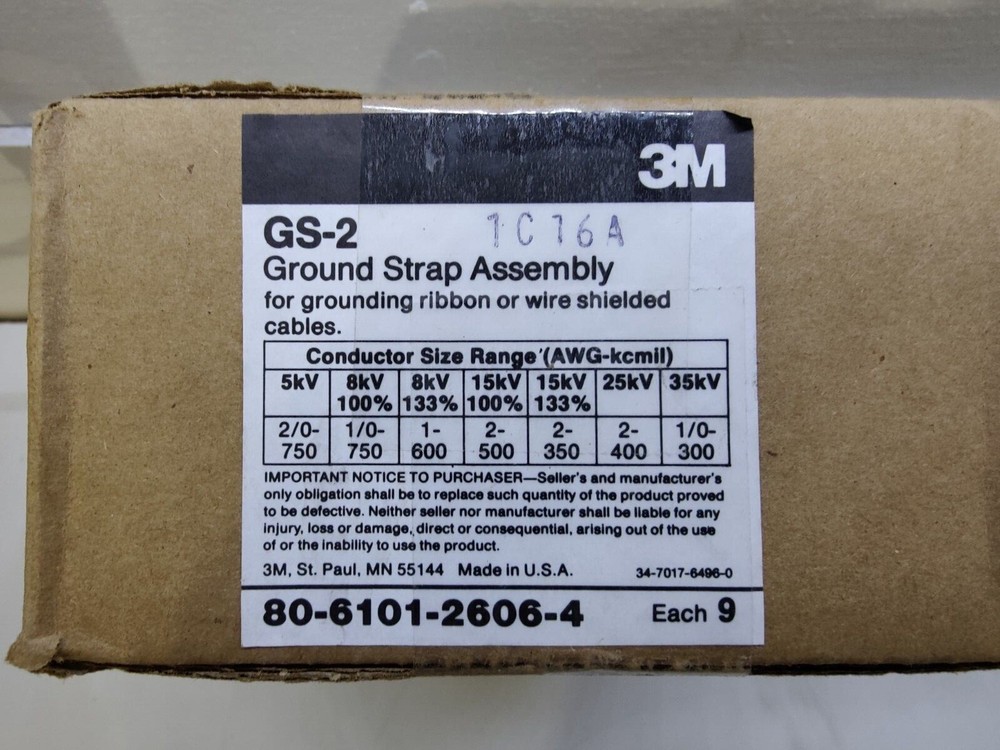 3M
GS-2 1C16A
Ground Strap Assembly
for grounding ribbon or wire shielded
cables.
Conductor Size Range (AWG-kcmil)
5kV 8kV 8kV 15kV 15kV 25kV 35kV
100% 133% 100% 133%
2/0- 1/0- 1- 2- 2- 2- 1/0-
750 750 600 500 350 400 300
IMPORTANT NOTICE TO PURCHASER—Seller's and manufacturer's
only obligation shall be to replace such quantity of the product proved
to be defective. Neither seller nor manufacturer shall be liable for any
injury, loss or damage, direct or consequential, arising out of the use
of or the inability to use the product.
3M, St. Paul, MN 55144 Made in U.S.A. 34-7017-6496-0
80-6101-2606-4 Each 9